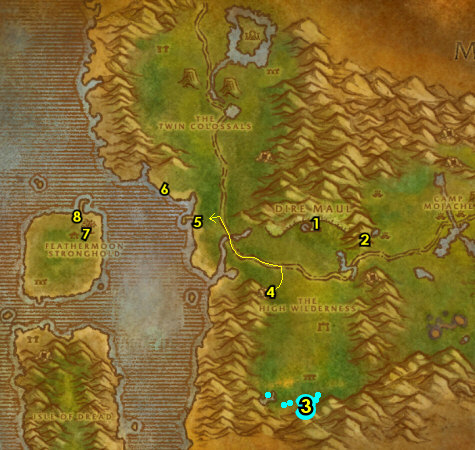 M
THE
TWIN COLOSSALS
6
8
5
DIRE MAUL
1
CAMP
MOJACHE
7
2
FEATHERMOON
STRONGHOLD
4
THE
HIGH WILDERNESS
3
ISLE OF DREAD